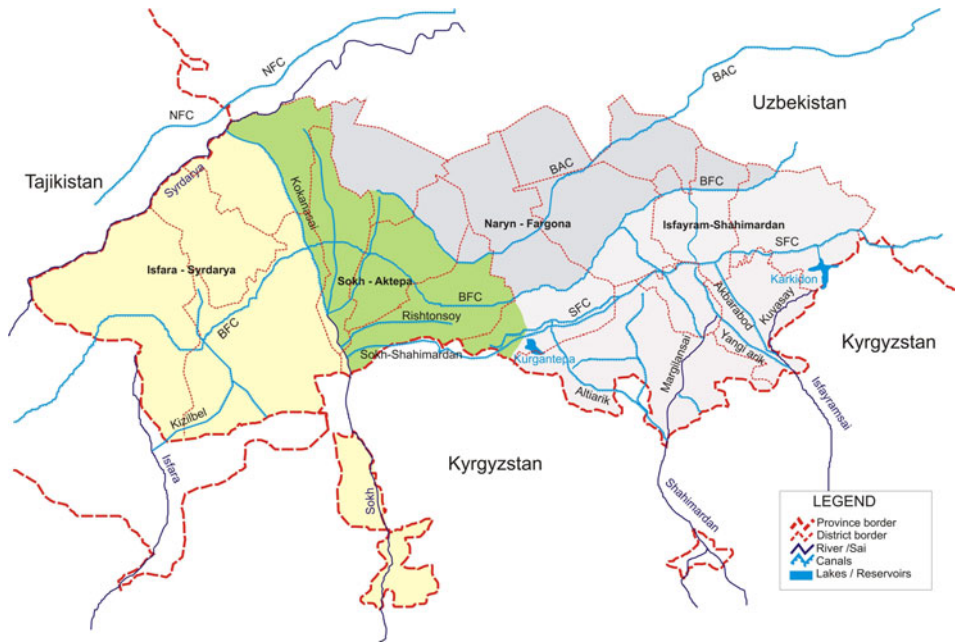 NFC
NFC
BAC
Uzbekistan
Tajikistan
Syrdarya
Kokanasai
BAC
BFC
Naryn - Fargona
Isfayram-Shahimardan
SFC
Isfara - Syrdarya
Sokh - Aktepa
Karkidon
BFC
SFC
Akbarabod
Kuvasay
BFC
Rishtonsoy
Sokh-Shahimardan
Kurgantepa
Margilansai
Yangi arik
Kyrgyzstan
Altiarik
Kizilbel
Isfayramsai
Isfara
Sokh
Kyrgyzstan
Shahimardan
LEGEND
Province border
District border
River /Sai
Canals
Lakes / Reservoirs